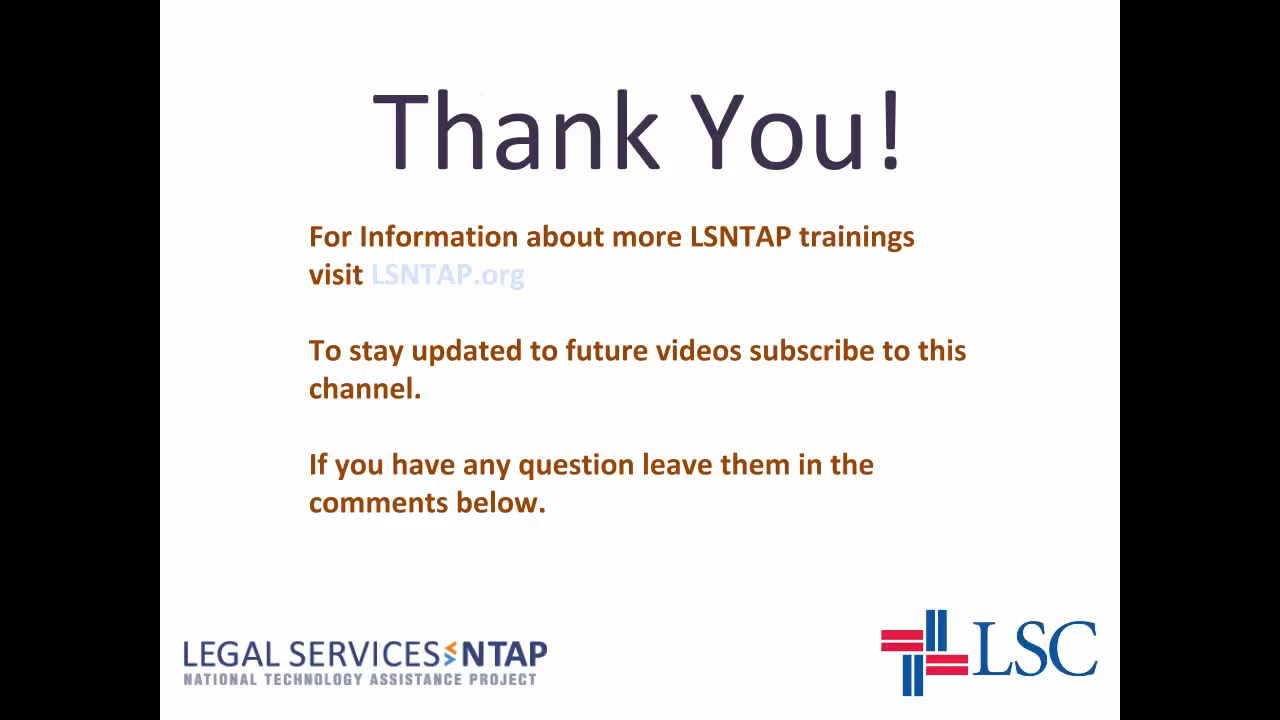 Thank You!
For Information about more LSNTAP trainings
visit LSNTAP.org
To stay updated to future videos subscribe to this
channel.
If you have any question leave them in the
comments below.
LEGAL SERVICES NTAP
NATIONAL TECHNOLOGY ASSISTANCE PROJECT
LSC